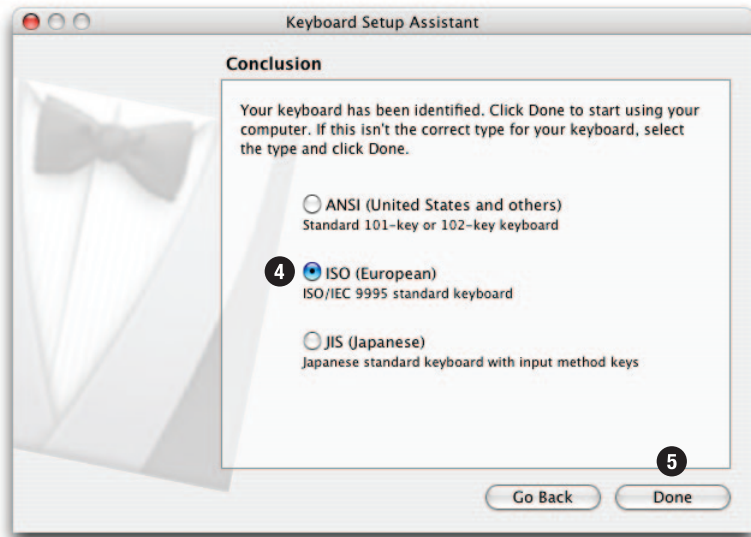 Keyboard Setup Assistant
Conclusion
Your keyboard has been identified. Click Done to start using your
computer. If this isn't the correct type for your keyboard, select
the type and click Done.
ANSI (United States and others)
Standard 101-key or 102-key keyboard
4 ISO (European)
ISO/IEC 9995 standard keyboard
JIS (Japanese)
Japanese standard keyboard with input method keys
5
Go Back Done